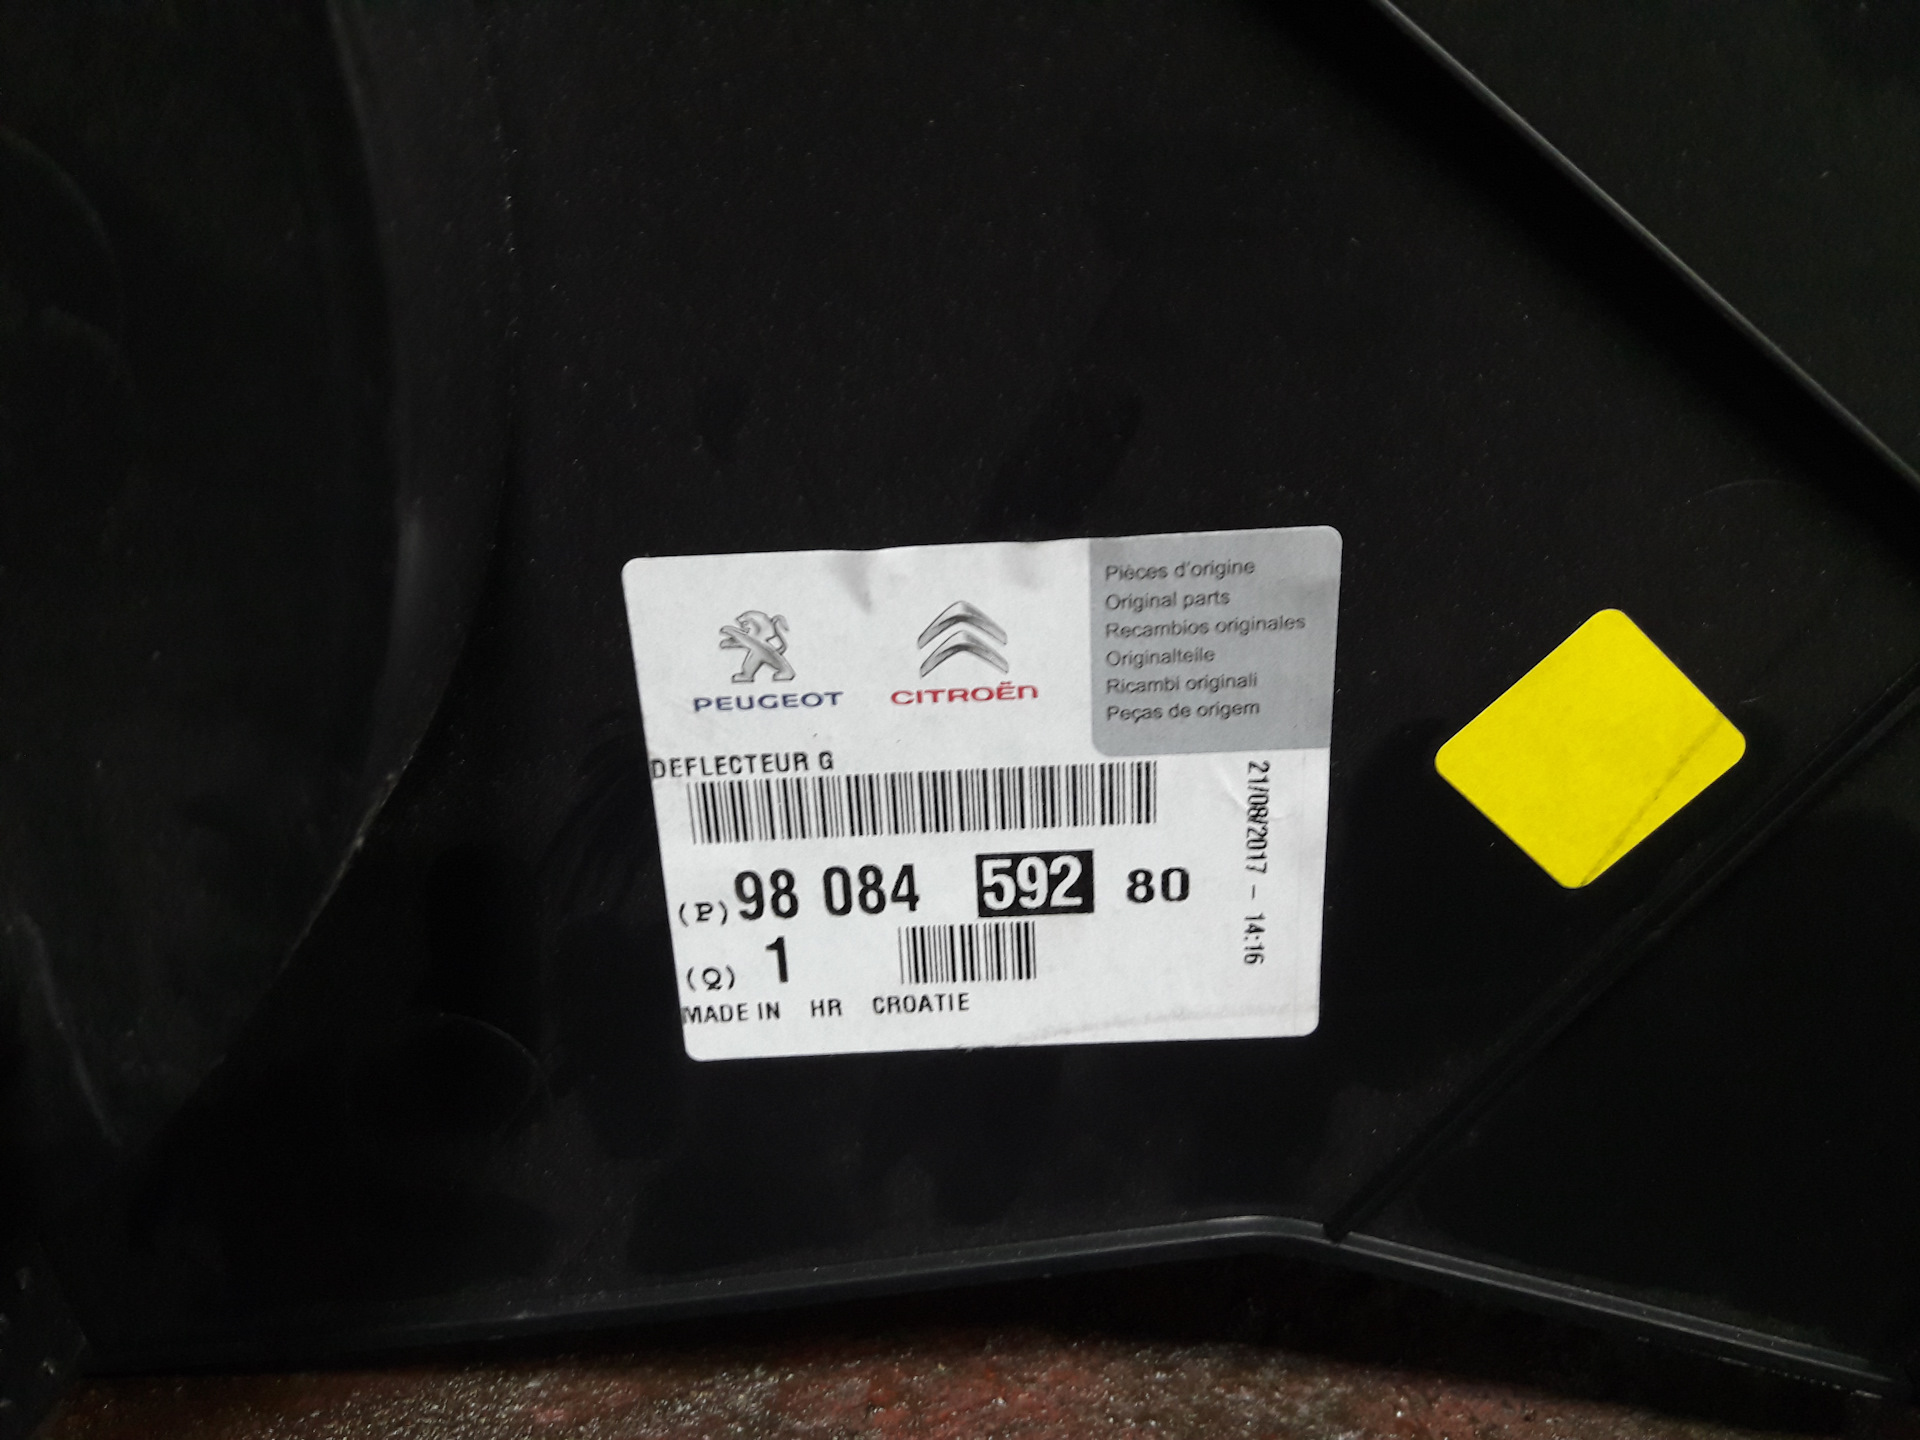 PEUGEOT
CITROËN
Pièces d'origine
Original parts
Recambios originales
Originalteile
Ricambi originali
Peças de origem
DEFLECTEUR G
(P) 98 084 592 80
(Q) 1
MADE IN HR CROATIE
21/08/2017 - 14:16